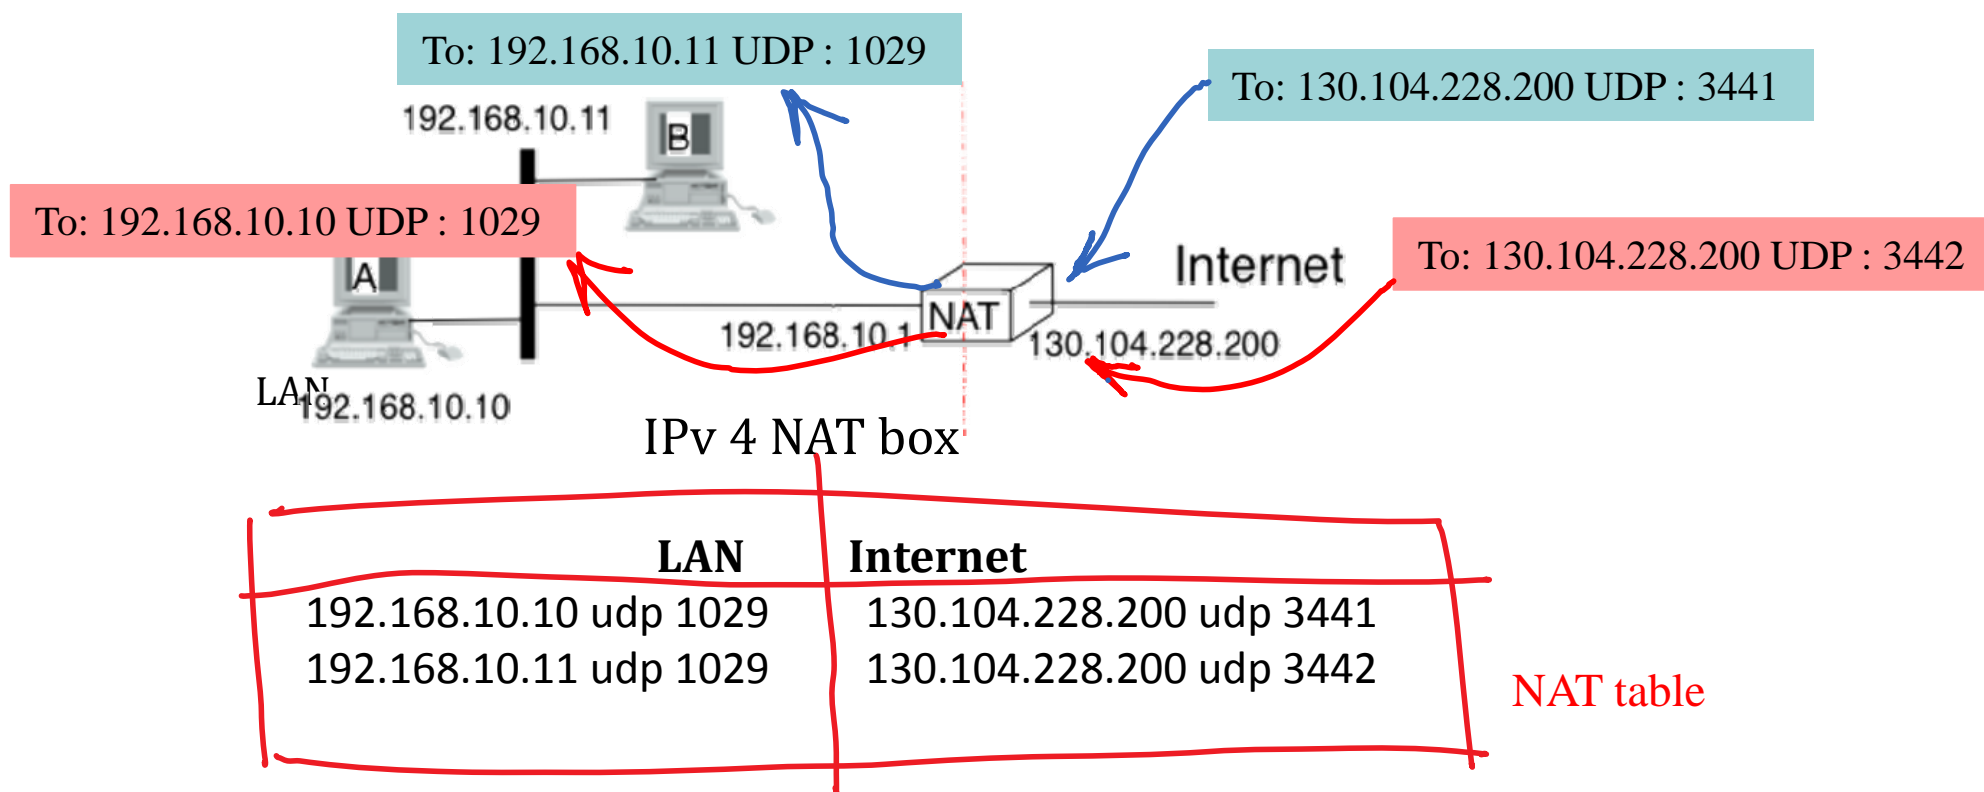 To: 192.168.10.11 UDP : 1029
To: 130.104.228.200 UDP : 3441
192.168.10.11
B
To: 192.168.10.10 UDP : 1029
To: 130.104.228.200 UDP : 3442
Internet
A
NAT
192.168.10.1
130.104.228.200
LAN
192.168.10.10
IPv 4 NAT box
LAN Internet
192.168.10.10 udp 1029 130.104.228.200 udp 3441
192.168.10.11 udp 1029 130.104.228.200 udp 3442
NAT table